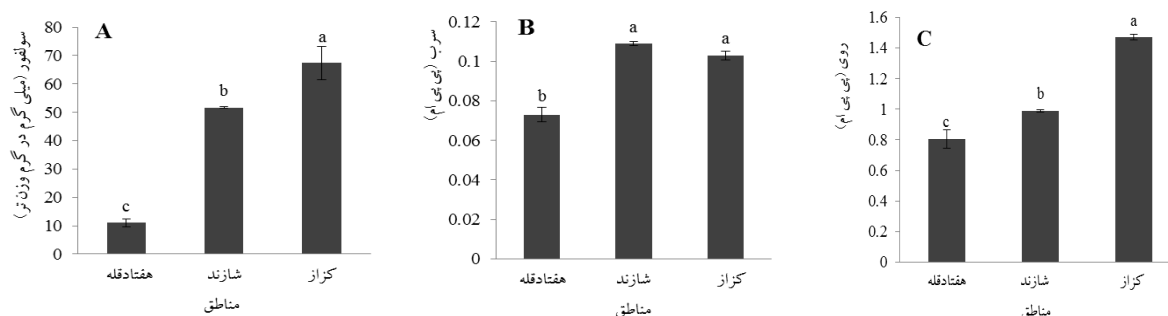 A
سولفور (میلی گرم در گرم وزن تر)
80
70
60
50
40
30
20
10
0
c
b
a
هفتادقله شازند کزاز
مناطق
B
سرب (پی پی ام)
0.12
0.1
0.08
0.06
0.04
0.02
0
b
a
a
هفتادقله شازند کزاز
مناطق
C
روی (پی پی ام)
1.6
1.4
1.2
1
0.8
0.6
0.4
0.2
0
c
b
a
هفتادقله شازند کزاز
مناطق